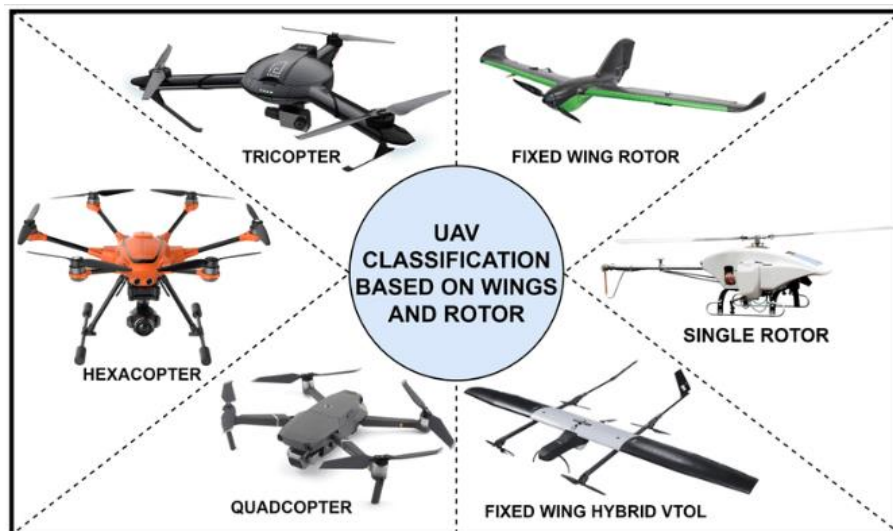 TRICOPTER
FIXED WING ROTOR
UAV
CLASSIFICATION
BASED ON WINGS
AND ROTOR
HEXACOPTER
SINGLE ROTOR
QUADCOPTER
FIXED WING HYBRID VTOL